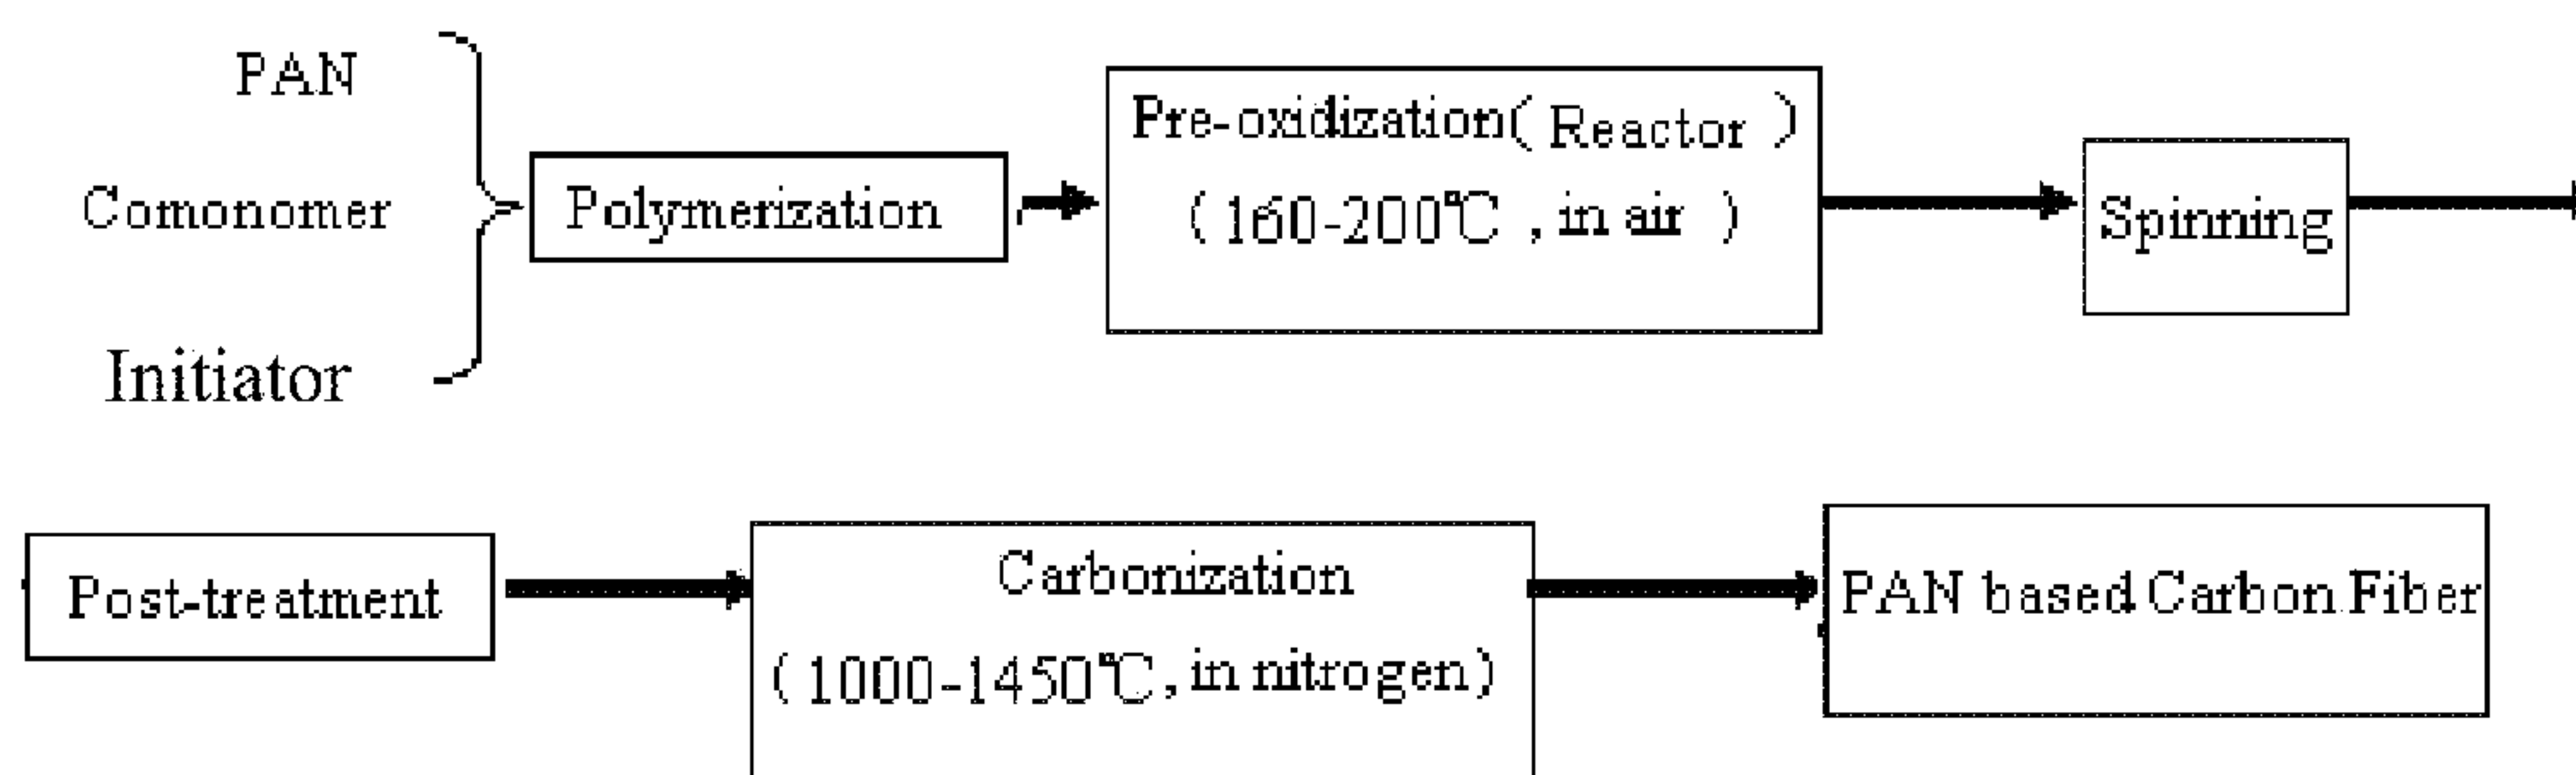 PAN
Comonomer
Initiator
Polymerization
Pre-oxidization( Reactor )
( 160-200℃ , in air )
Spinning
Post-treatment
Carbonization
( 1000-1450℃, in nitrogen)
PAN based Carbon Fiber